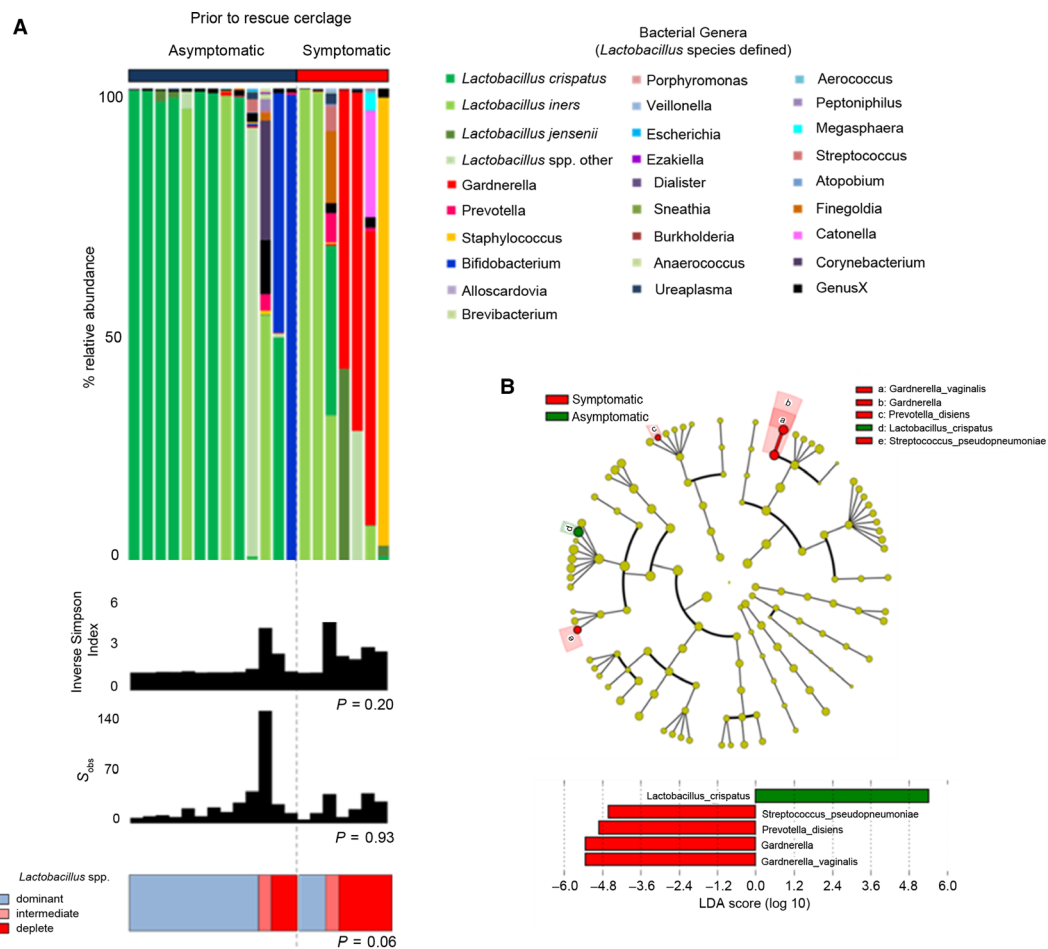 A
Prior to rescue cerclage
Asymptomatic
Symptomatic
100
50
0
% relative abundance
Bacterial Genera
(Lactobacillus species defined)
Lactobacillus crispatus
Lactobacillus iners
Lactobacillus jensenii
Lactobacillus spp. other
Gardnerella
Prevotella
Staphylococcus
Bifidobacterium
Alloscardovia
Brevibacterium
Porphyromonas
Veillonella
Escherichia
Ezakiella
Dialister
Sneathia
Burkholderia
Anaerococcus
Ureaplasma
Aerococcus
Peptoniphilus
Megasphaera
Streptococcus
Atopobium
Finegoldia
Catonella
Corynebacterium
GenusX
Inverse Simpson
Index
6
3
0
P = 0.20
Sobs
140
70
0
P = 0.93
Lactobacillus spp.
dominant
intermediate
deplete
P = 0.06
B
Symptomatic
Asymptomatic
a: Gardnerella_vaginalis
b: Gardnerella
c: Prevotella_disiens
d: Lactobacillus_crispatus
e: Streptococcus_pseudopneumoniae
b
a
c
d
e
Lactobacillus_crispatus
Streptococcus_pseudopneumoniae
Prevotella_disiens
Gardnerella
Gardnerella_vaginalis
−6.0 −4.8 −3.6 −2.4 −1.2 0.0 1.2 2.4 3.6 4.8 6.0
LDA score (log 10)